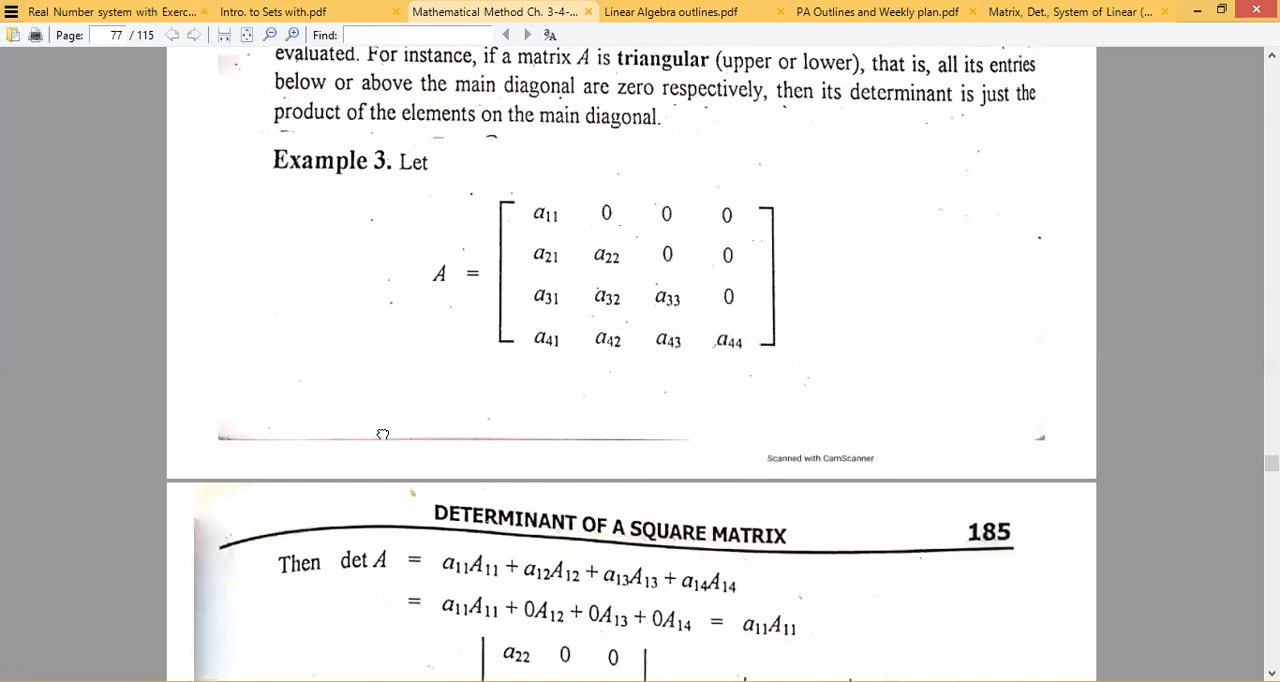 Real Number system with Exerc... Intro. to Sets with.pdf Mathematical Method Ch. 3-4-... Linear Algebra outlines.pdf PA Outlines and Weekly plan.pdf Matrix, Det., System of Linear (...
Page: 77 / 115 Find:
evaluated. For instance, if a matrix A is triangular (upper or lower), that is, all its entries
below or above the main diagonal are zero respectively, then its determinant is just the
product of the elements on the main diagonal.
Example 3. Let
a11 0 0 0
a21 a22 0 0
A =
a31 a32 a33 0
a41 a42 a43 a44
Scanned with CamScanner
DETERMINANT OF A SQUARE MATRIX 185
Then det A = a11A11 + a12A12 + a13A13 + a14A14
= a11A11 + 0A12 + 0A13 + 0A14 = a11A11
a22 0 0